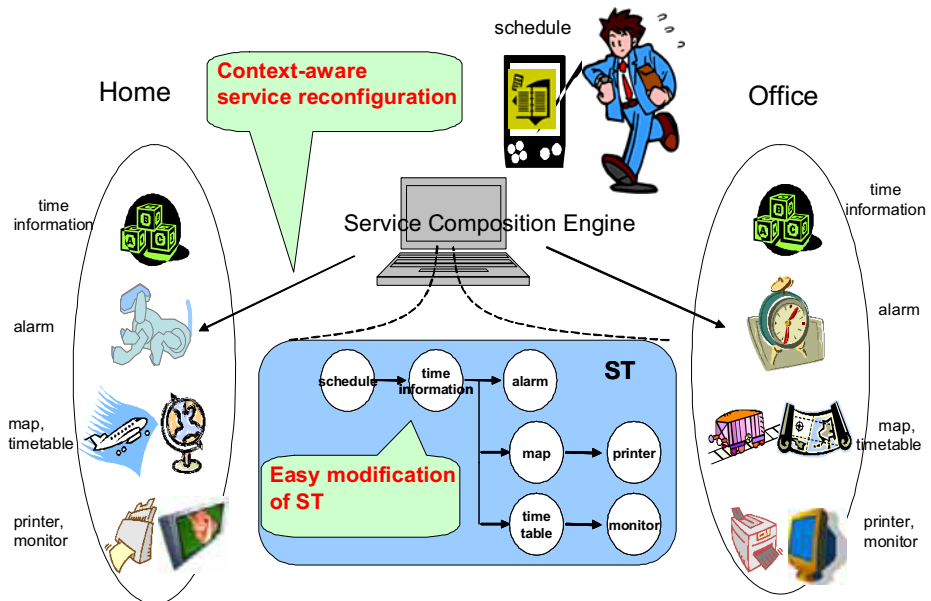 schedule
Context-aware
service reconfiguration
Home
Office
time
information
alarm
map,
timetable
printer,
monitor
Service Composition Engine
time
information
alarm
map,
timetable
printer,
monitor
ST
schedule
time
information
alarm
map
printer
time
table
monitor
Easy modification
of ST
B
A
C
B
A
C